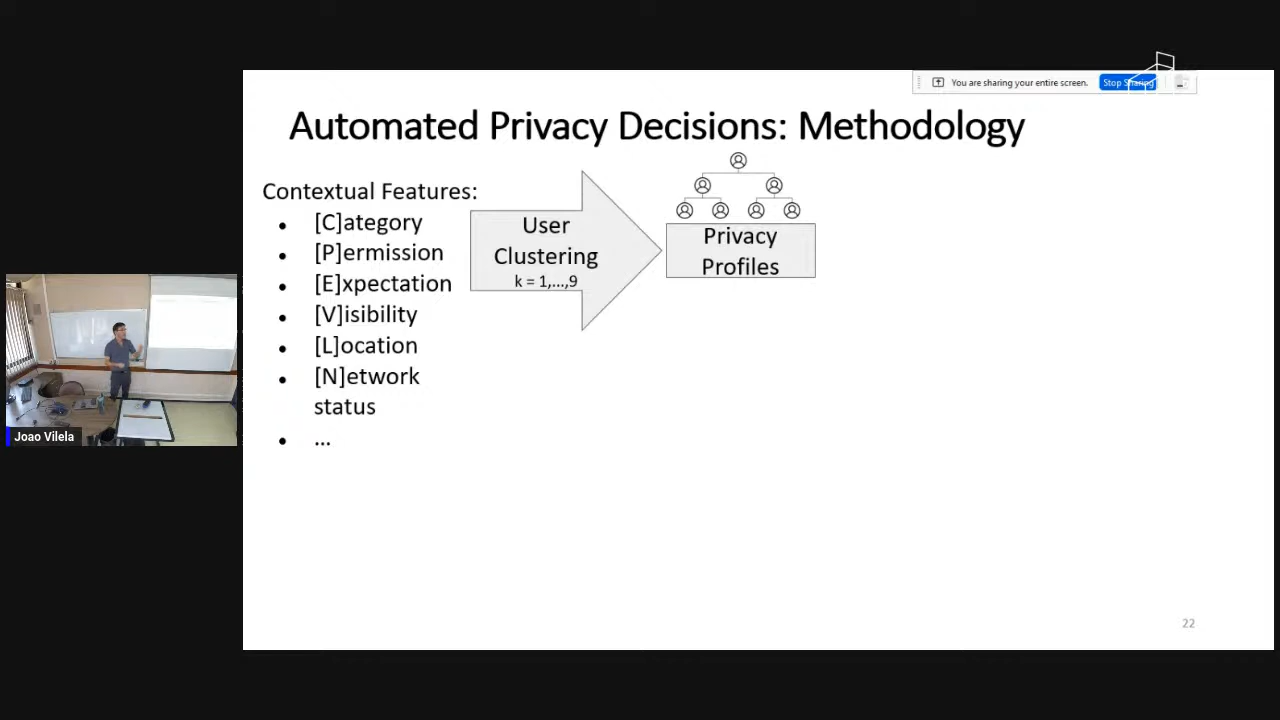 You are sharing your entire screen.
Stop Sharing
Automated Privacy Decisions: Methodology
Contextual Features:
• [C]ategory
• [P]ermission
• [E]xpectation
• [V]isibility
• [L]ocation
• [N]etwork
status
• ...
User
Clustering
k = 1,...,9
Privacy
Profiles
Joao Vilela
22